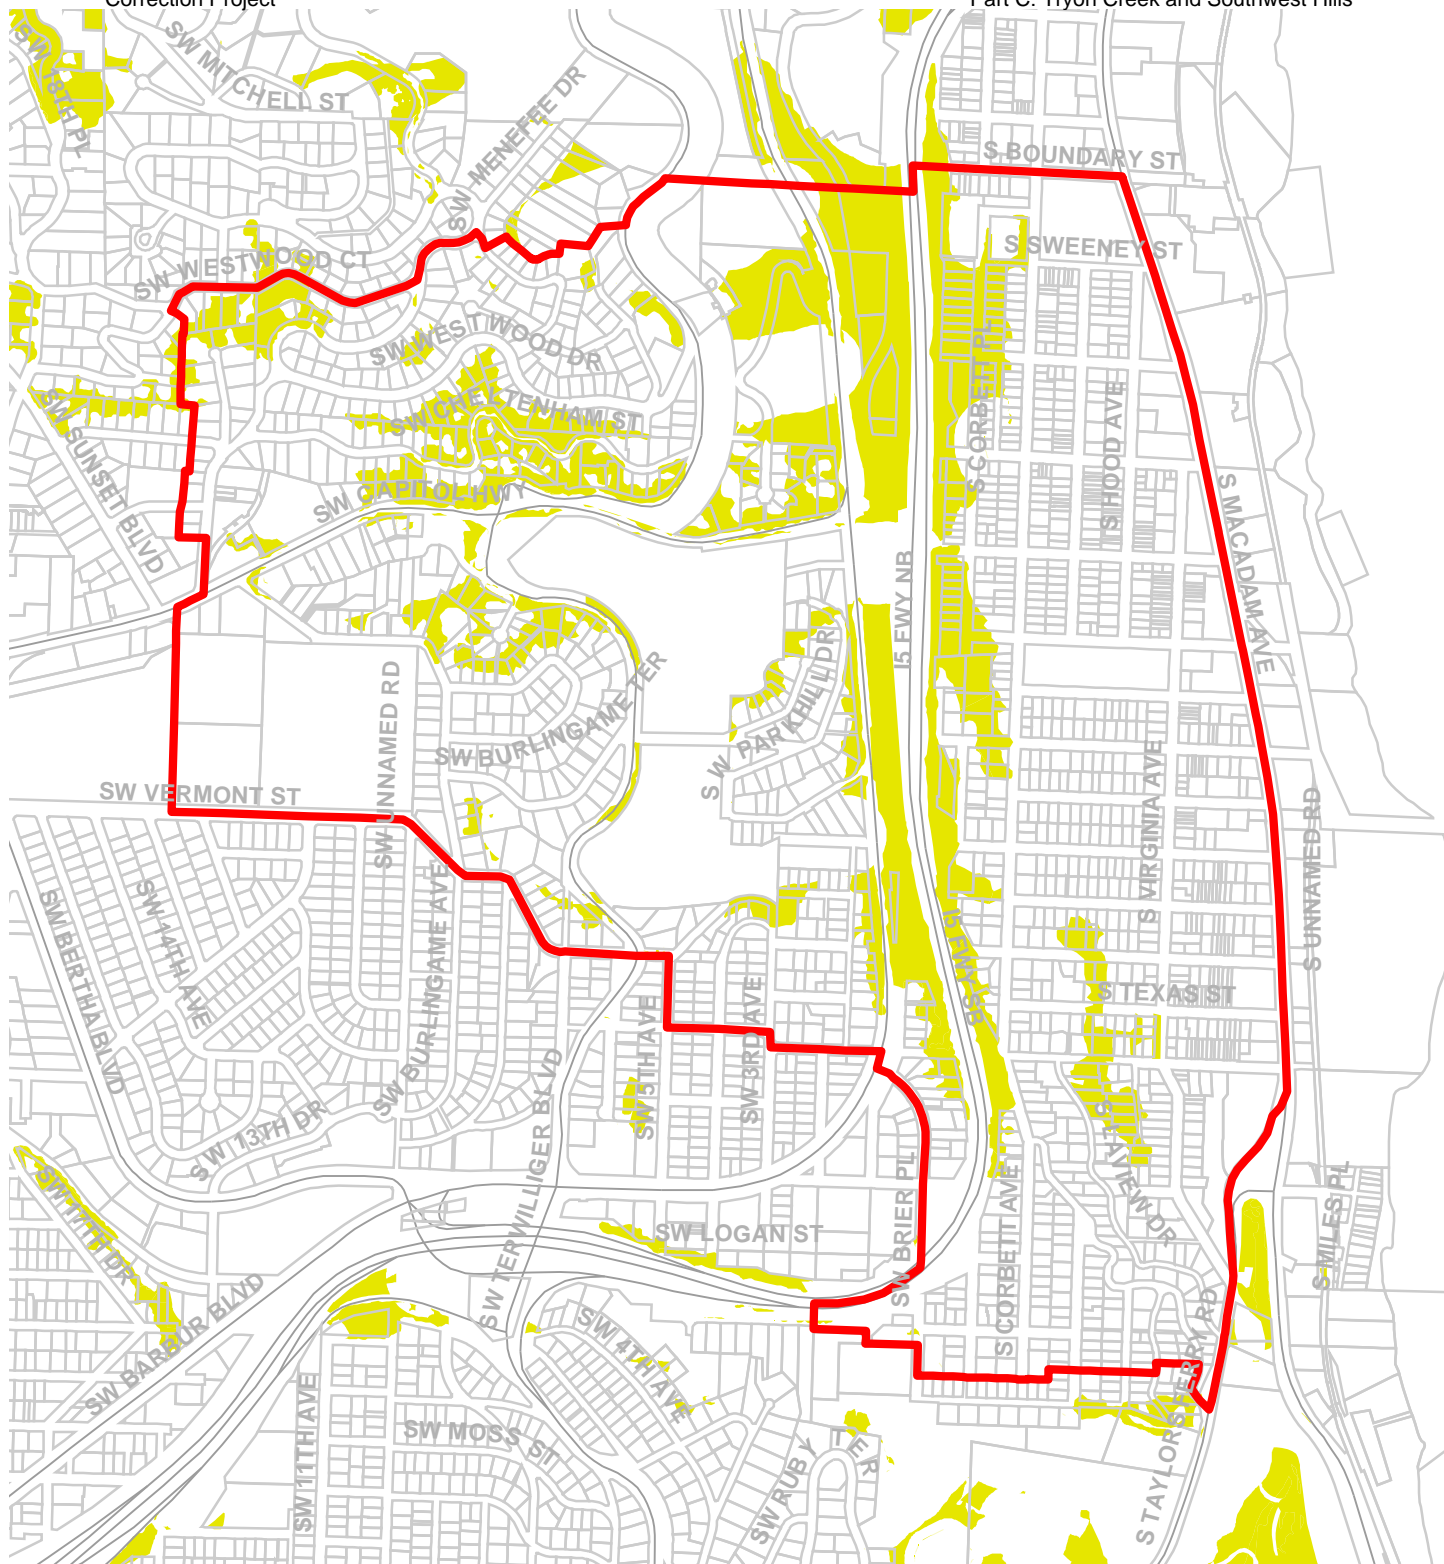 Correction Project
Part C: Tryon Creek and Southwest Hills
SW 18TH PL
SW MITCHELL ST
SW MENEFEE DR
S BOUNDARY ST
S SWEENEY ST
SW WESTWOOD CT
SW WESTWOOD DR
SW CHELTENHAM ST
S CORBETT PL
S HOOD AVE
SW SUNSET BLVD
SW CAPITOL HWY
S MACADAM AVE
I5 FWY NB
SW UNNAMED RD
SW BURLINGAME TER
SW PARKHILL DR
SW VERMONT ST
S VIRGINIA AVE
S UNNAMED RD
SW BERTHA BLVD
SW 14TH AVE
SW BURLINGAME AVE
I5 FWY SB
S TEXAS ST
SW 5TH AVE
SW 3RD AVE
SW 13TH DR
SW TERWILLIGER BLVD
SW 17TH DR
SW LOGAN ST
SW BRIER PL
S CORBETT AVE
S LAVIEW DR
S MILES PL
SW BARBUR BLVD
SW 4TH AVE
S TAYLORS FERRY RD
SW 11TH AVE
SW MOSS ST
SW RUBY TER